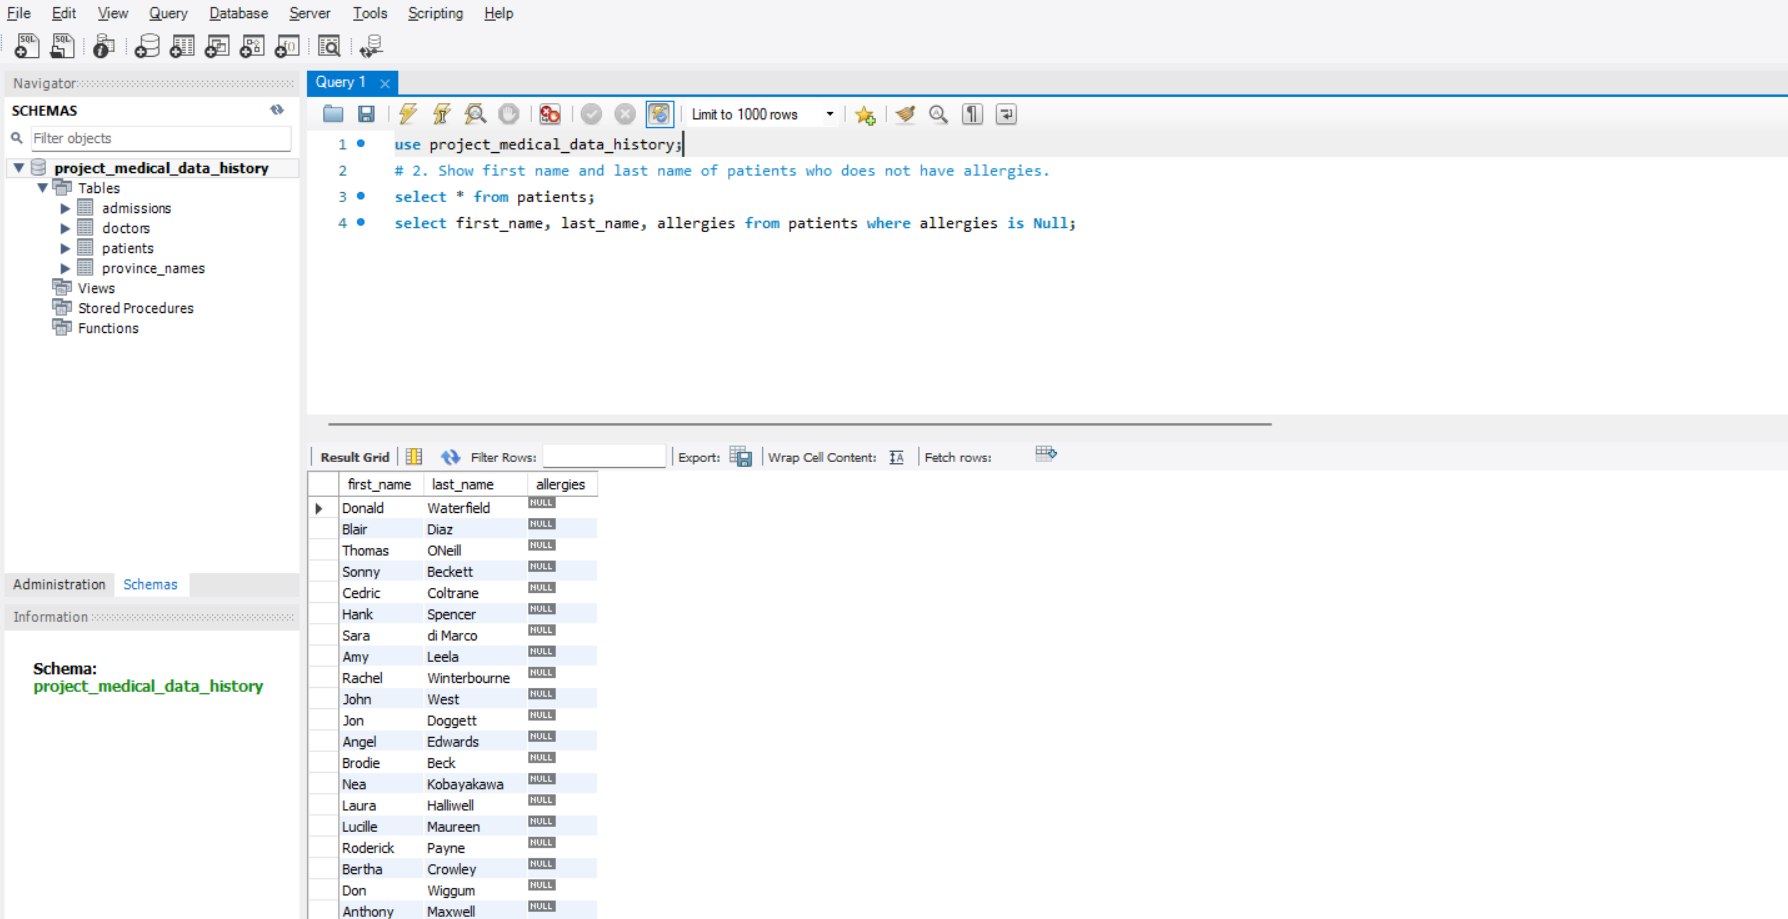 File Edit View Query Database Server Tools Scripting Help
SQL SQL
Navigator
SCHEMAS
Filter objects
project_medical_data_history
Tables
admissions
doctors
patients
province_names
Views
Stored Procedures
Functions
Administration Schemas
Information
Schema:
project_medical_data_history
Query 1
Limit to 1000 rows
1 use project_medical_data_history;
2 # 2. Show first name and last name of patients who does not have allergies.
3 select * from patients;
4 select first_name, last_name, allergies from patients where allergies is Null;
Result Grid Filter Rows: Export: Wrap Cell Content: Fetch rows:
first_name last_name allergies
Donald Waterfield NULL
Blair Diaz NULL
Thomas ONeill NULL
Sonny Beckett NULL
Cedric Coltrane NULL
Hank Spencer NULL
Sara di Marco NULL
Amy Leela NULL
Rachel Winterbourne NULL
John West NULL
Jon Doggett NULL
Angel Edwards NULL
Brodie Beck NULL
Nea Kobayakawa NULL
Laura Halliwell NULL
Lucille Maureen NULL
Roderick Payne NULL
Bertha Crowley NULL
Don Wiggum NULL
Anthony Maxwell NULL